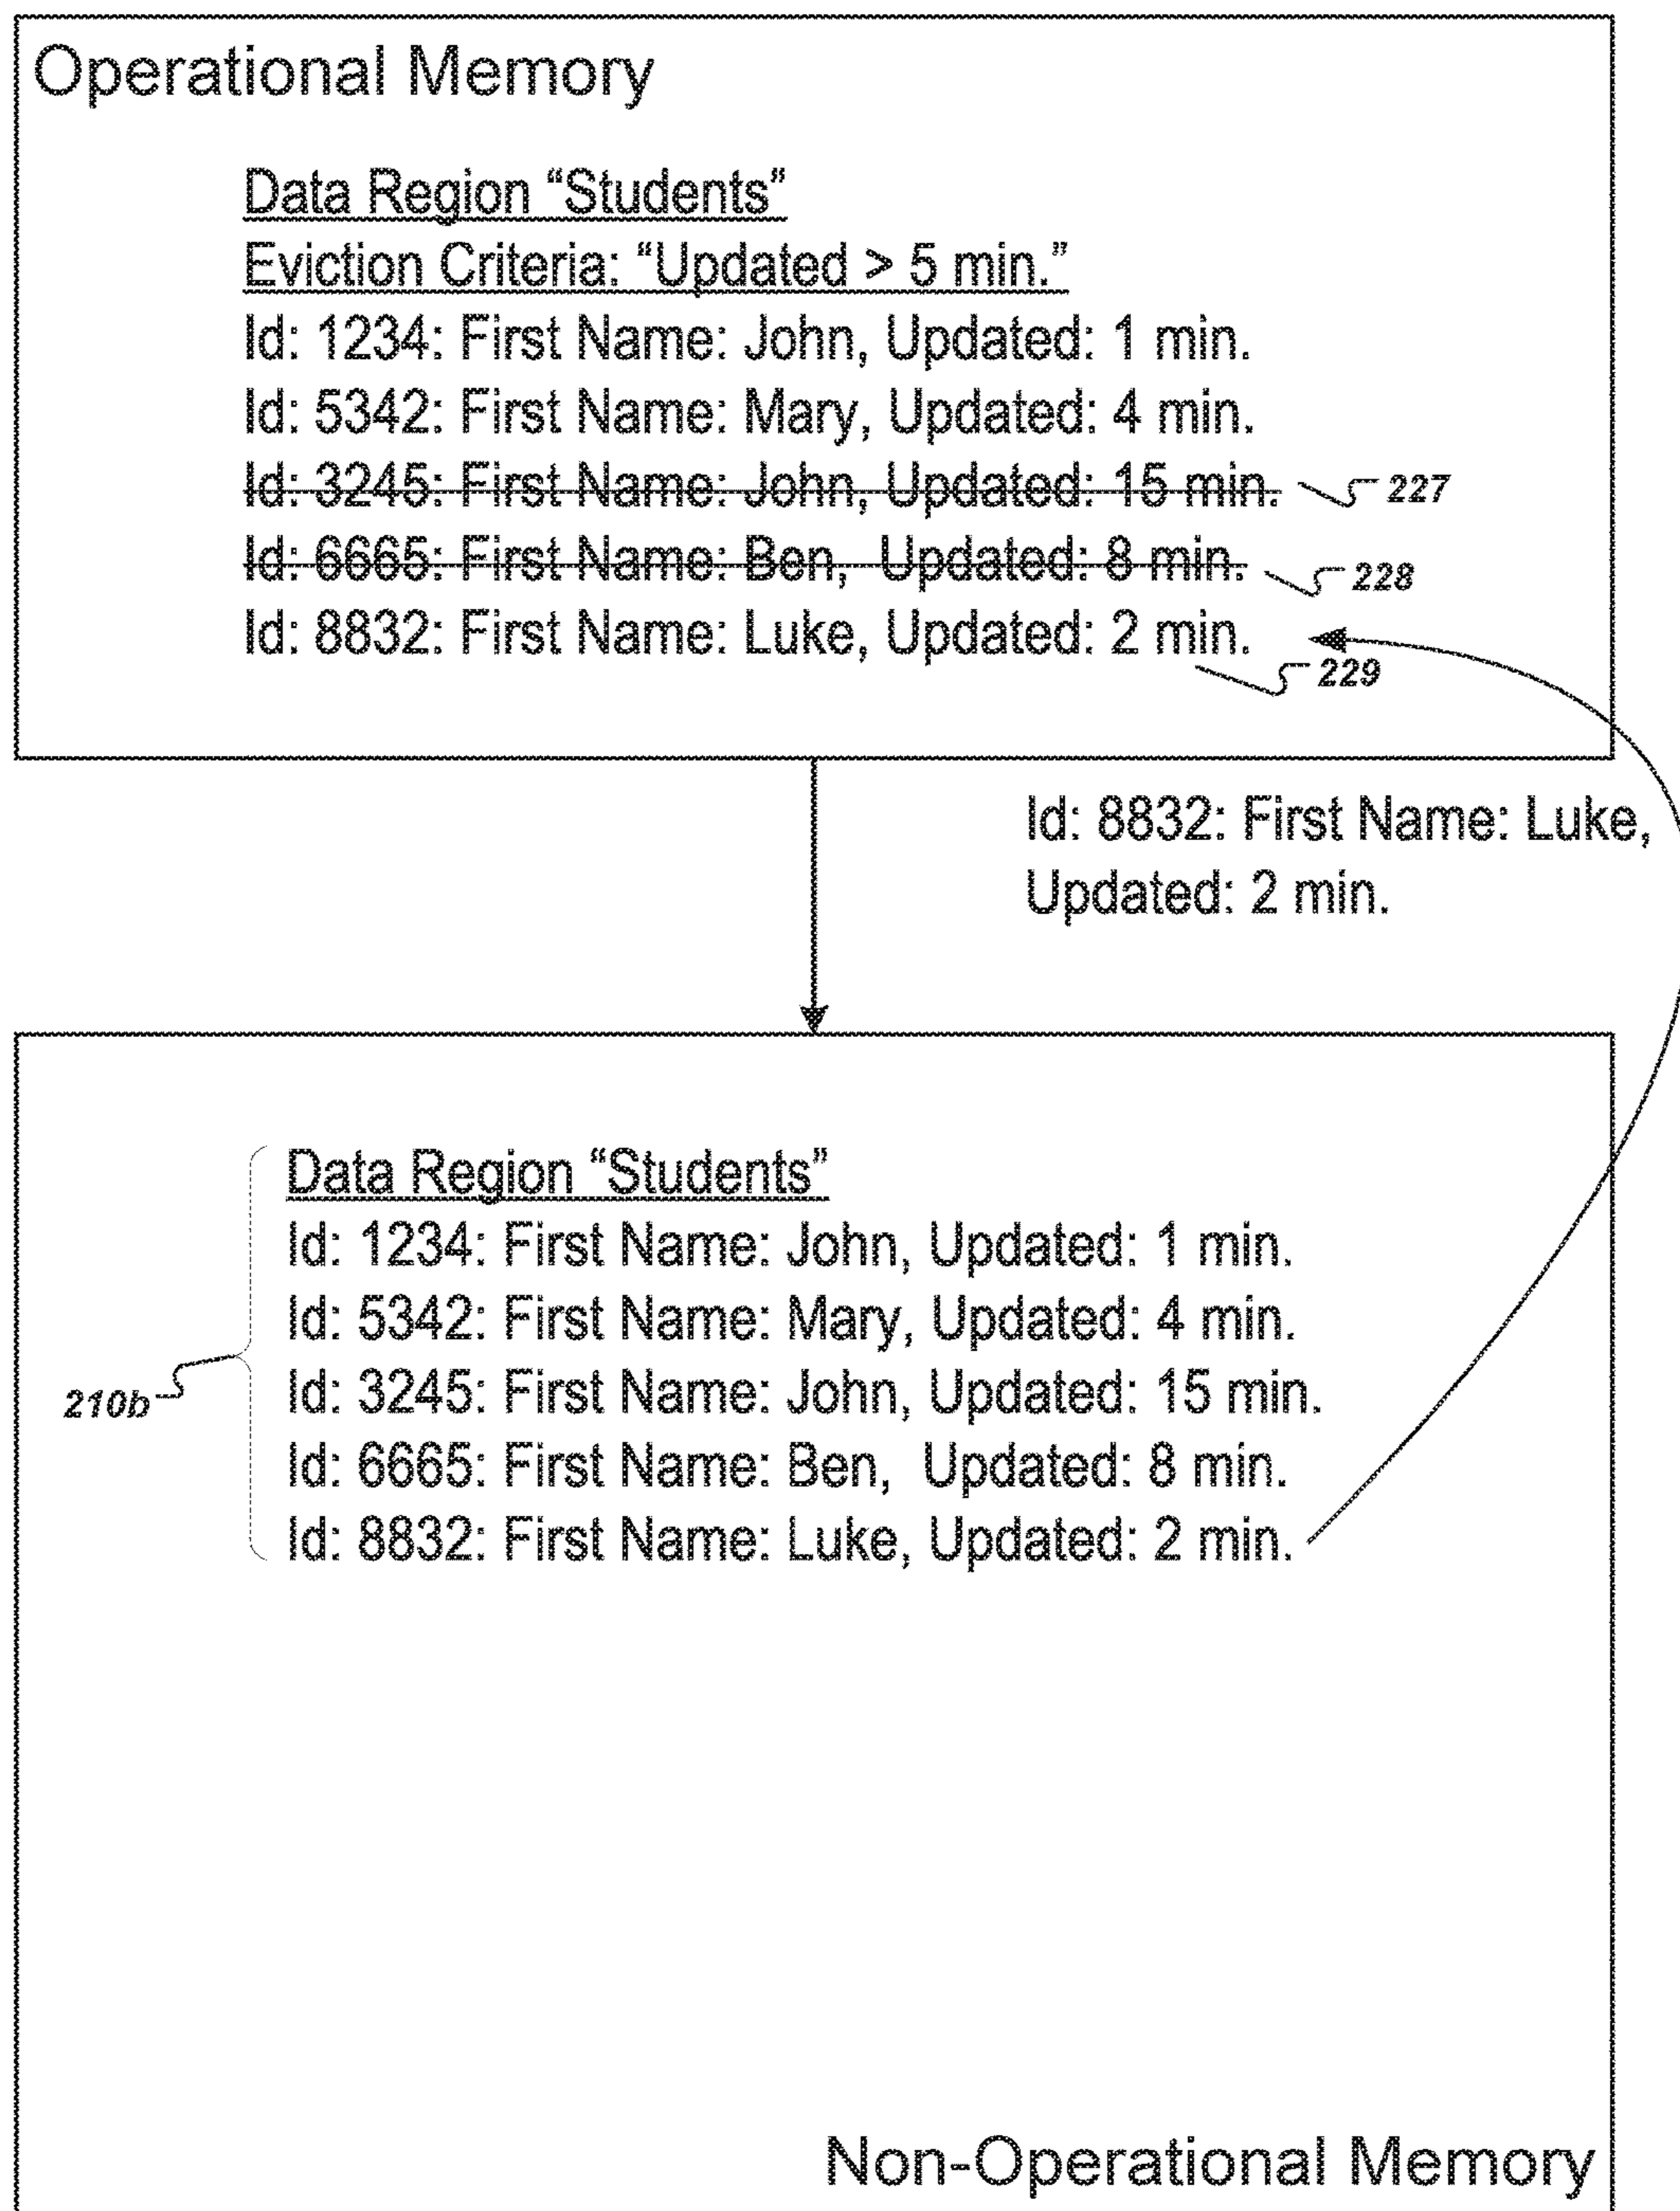 Operational Memory
Data Region “Students”
Eviction Criteria: “Updated > 5 min.”
Id: 1234: First Name: John, Updated: 1 min.
Id: 5342: First Name: Mary, Updated: 4 min.
Id: 3245: First Name: John, Updated: 15 min. 227
Id: 6665: First Name: Ben, Updated: 8 min. 228
Id: 8832: First Name: Luke, Updated: 2 min.
229
Id: 8832: First Name: Luke,
Updated: 2 min.
Data Region “Students”
Id: 1234: First Name: John, Updated: 1 min.
Id: 5342: First Name: Mary, Updated: 4 min.
210b Id: 3245: First Name: John, Updated: 15 min.
Id: 6665: First Name: Ben, Updated: 8 min.
Id: 8832: First Name: Luke, Updated: 2 min.
Non-Operational Memory